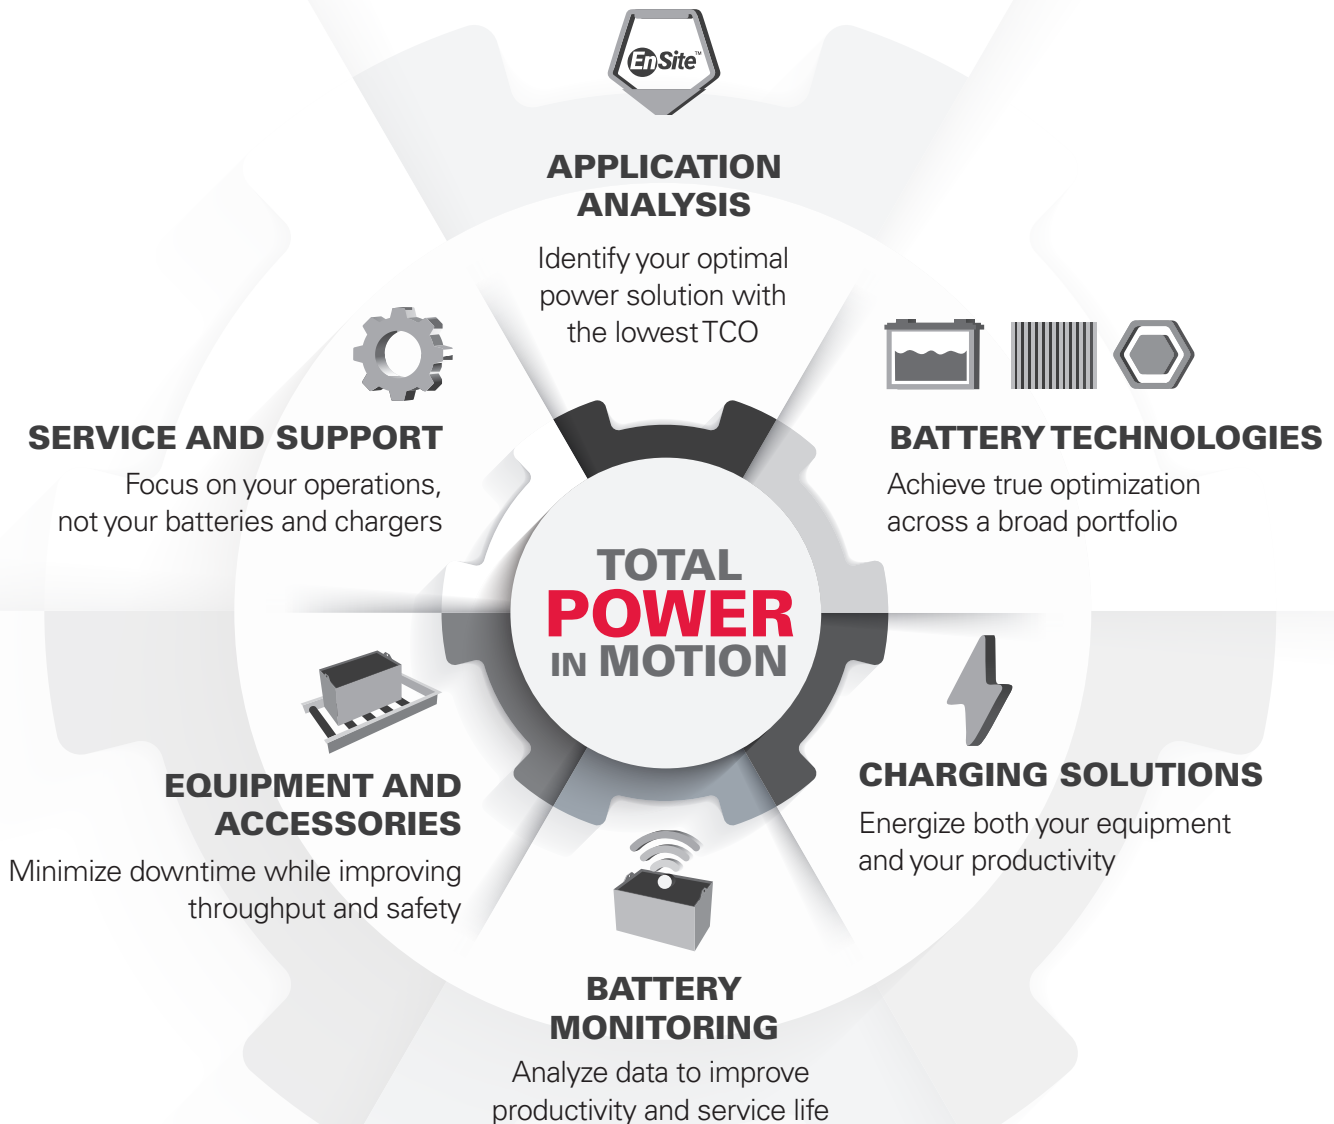 EnSite™
APPLICATION
ANALYSIS
Identify your optimal
power solution with
the lowest TCO
BATTERY TECHNOLOGIES
Achieve true optimization
across a broad portfolio
CHARGING SOLUTIONS
Energize both your equipment
and your productivity
BATTERY
MONITORING
Analyze data to improve
productivity and service life
EQUIPMENT AND
ACCESSORIES
Minimize downtime while improving
throughput and safety
SERVICE AND SUPPORT
Focus on your operations,
not your batteries and chargers
TOTAL
POWER
IN MOTION